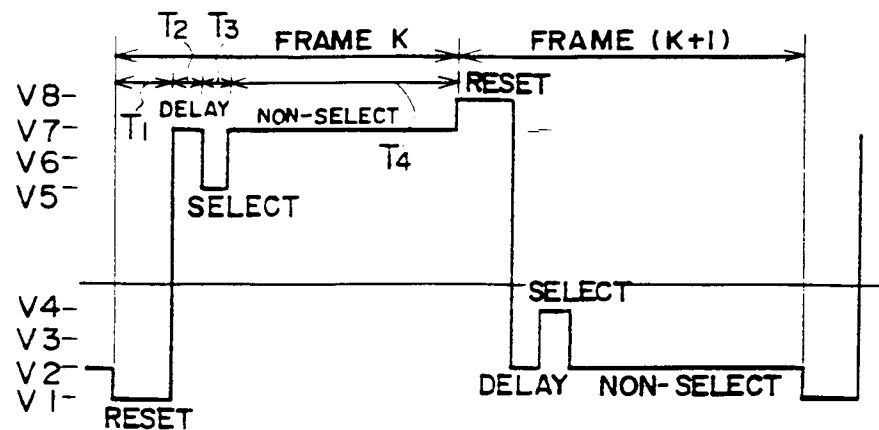 T2 T3
FRAME K FRAME (K+1)
V8 RESET
DELAY NON-SELECT
T1
V7
T4
V6
V5
SELECT
SELECT
V4
V3
V2
DELAY NON-SELECT
V1
RESET